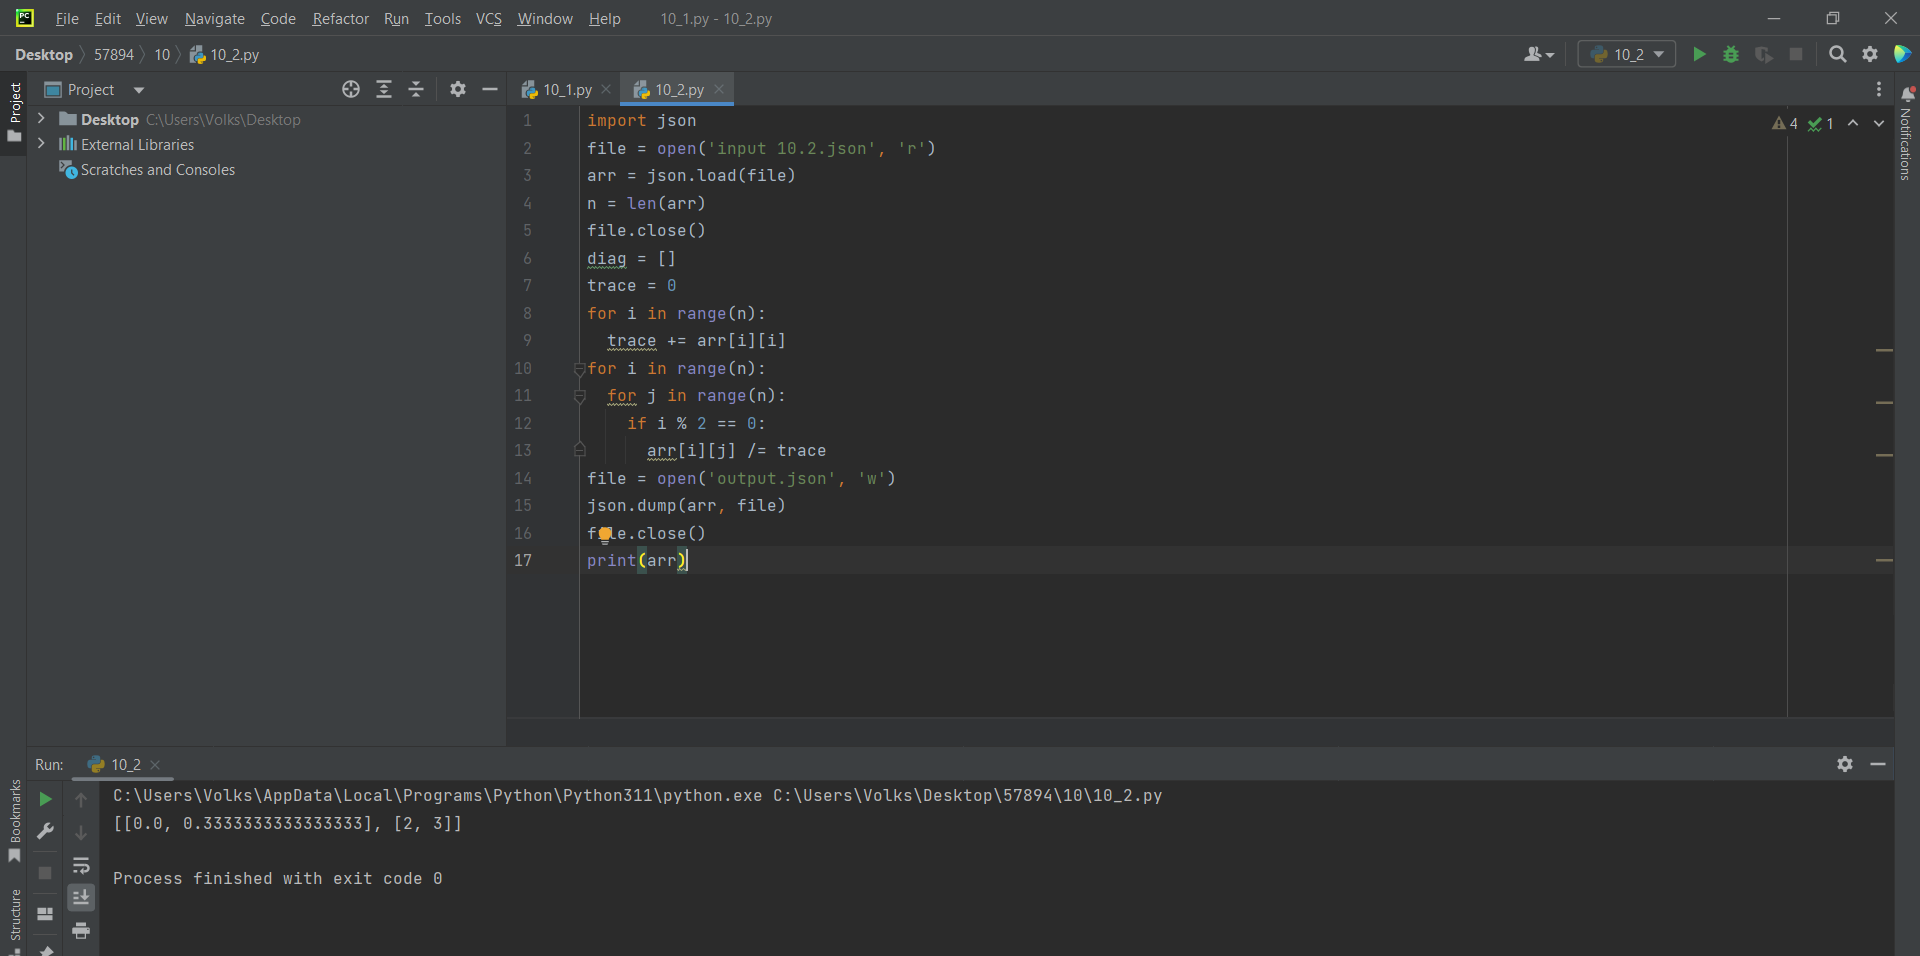 PC File Edit View Navigate Code Refactor Run Tools VCS Window Help 10_1.py - 10_2.py
Desktop 57894 10 10_2.py 10_2
Project
Project
10_1.py 10_2.py
Notifications
Desktop C:\Users\Volks\Desktop
External Libraries
Scratches and Consoles
4 1
1 import json
2 file = open('input 10.2.json', 'r')
3 arr = json.load(file)
4 n = len(arr)
5 file.close()
6 diag = []
7 trace = 0
8 for i in range(n):
9 trace += arr[i][i]
10 for i in range(n):
11 for j in range(n):
12 if i % 2 == 0:
13 arr[i][j] /= trace
14 file = open('output.json', 'w')
15 json.dump(arr, file)
16 file.close()
17 print(arr)
Run: 10_2
Bookmarks
Structure
C:\Users\Volks\AppData\Local\Programs\Python\Python311\python.exe C:\Users\Volks\Desktop\57894\10\10_2.py
[[0.0, 0.3333333333333333], [2, 3]]
Process finished with exit code 0